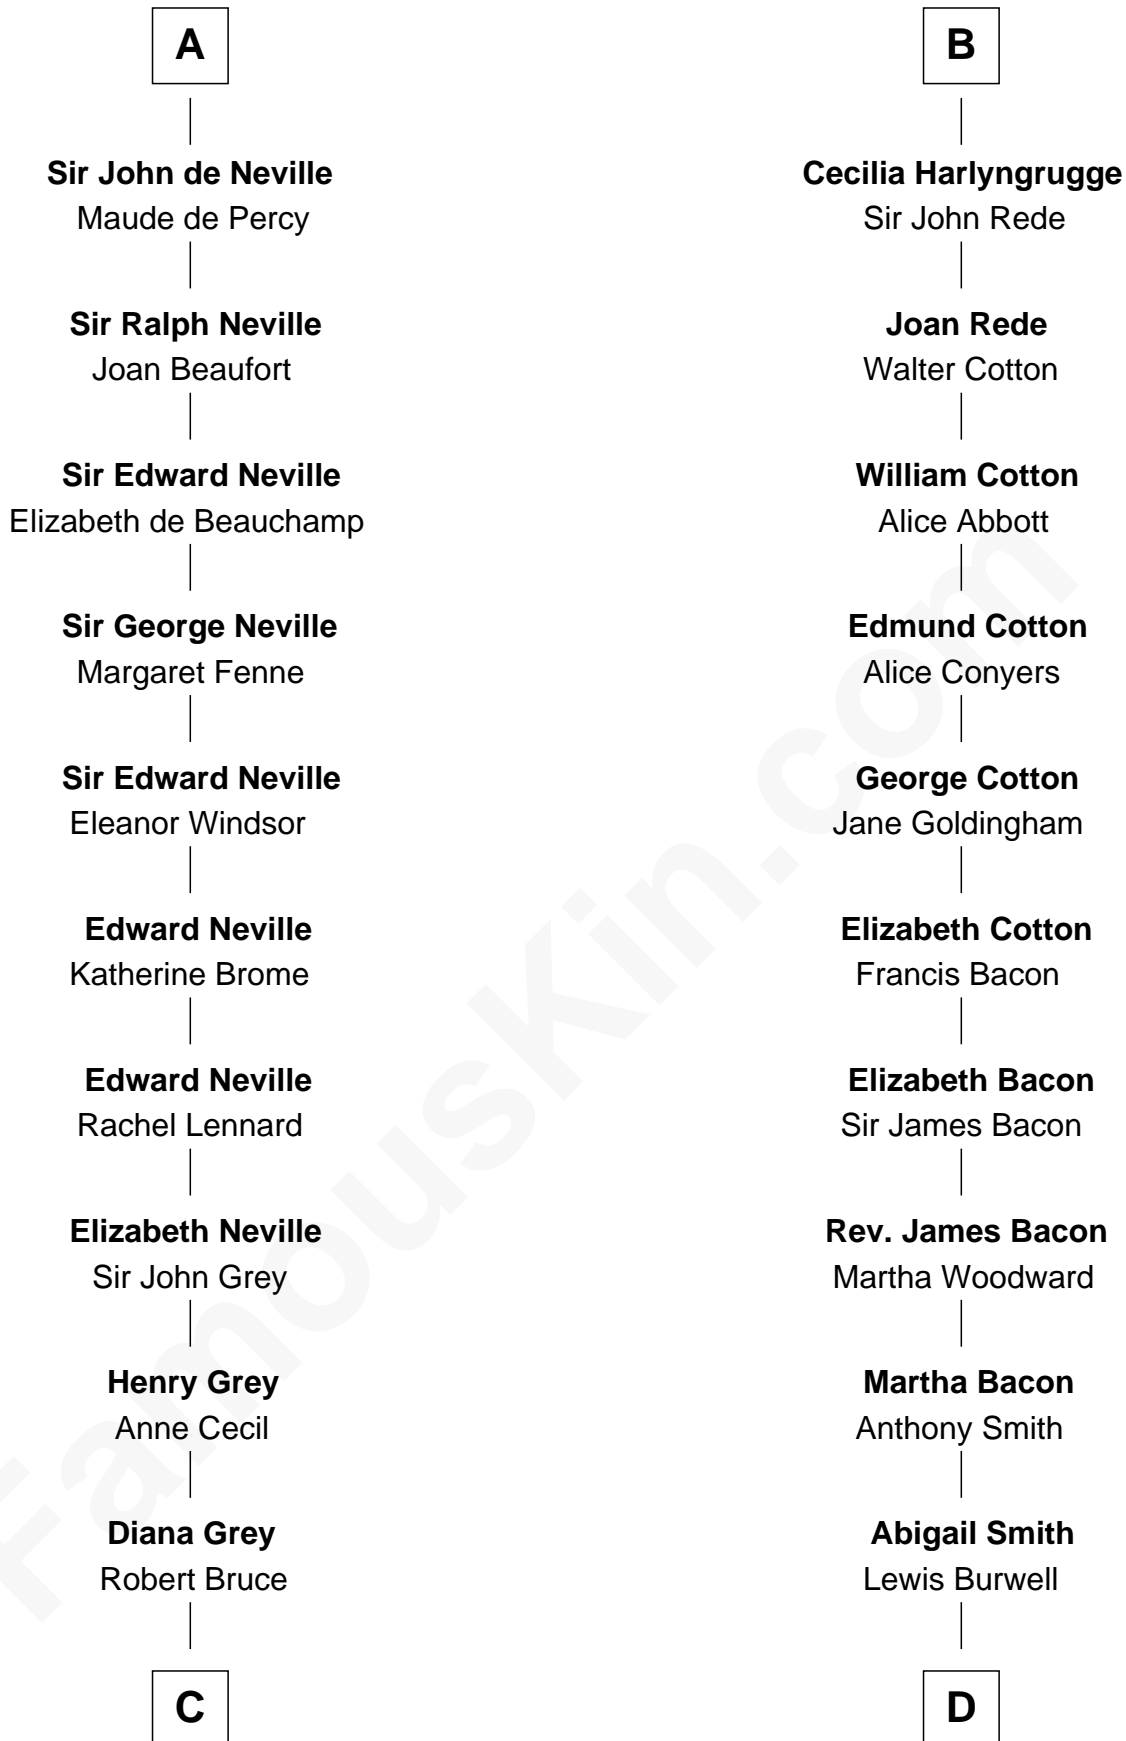 A
Sir John de Neville
Maude de Percy
Sir Ralph Neville
Joan Beaufort
Sir Edward Neville
Elizabeth de Beauchamp
Sir George Neville
Margaret Fenne
Sir Edward Neville
Eleanor Windsor
Edward Neville
Katherine Brome
Edward Neville
Rachel Lennard
Elizabeth Neville
Sir John Grey
Henry Grey
Anne Cecil
Diana Grey
Robert Bruce
C
B
Cecilia Harlyngrugge
Sir John Rede
Joan Rede
Walter Cotton
William Cotton
Alice Abbott
Edmund Cotton
Alice Conyers
George Cotton
Jane Goldingham
Elizabeth Cotton
Francis Bacon
Elizabeth Bacon
Sir James Bacon
Rev. James Bacon
Martha Woodward
Martha Bacon
Anthony Smith
Abigail Smith
Lewis Burwell
D
FamousKin.com